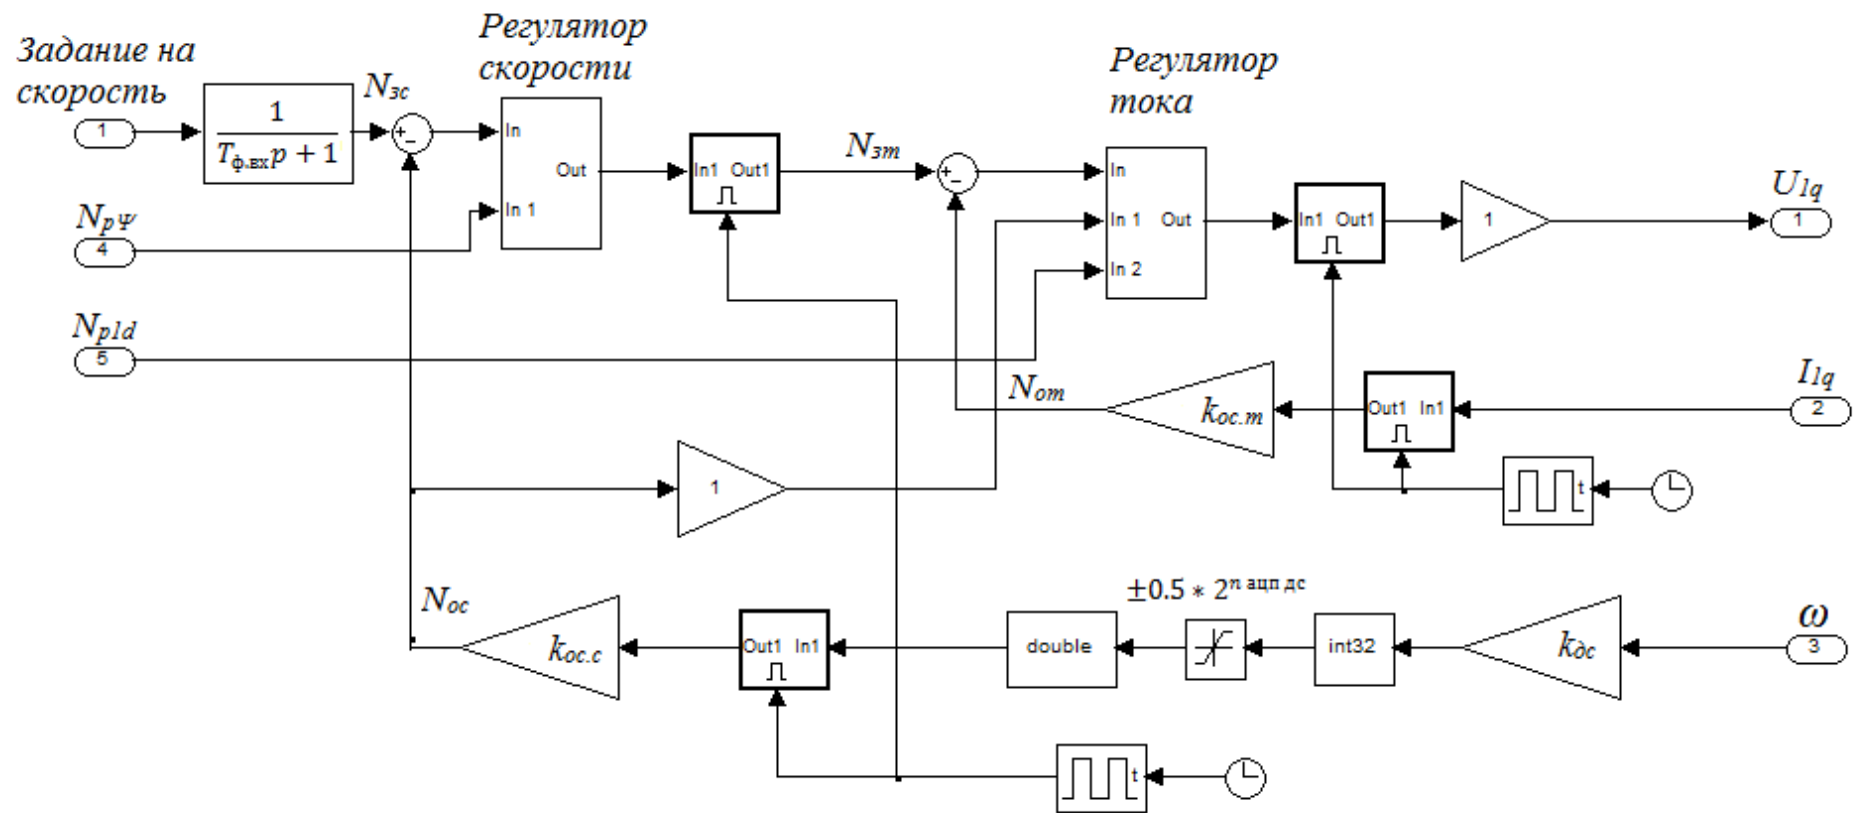 Задание на
скорость
1
1
Tф.вхp + 1
Nзс
Регулятор
скорости
In
Out
In 1
In1 Out1
Nзт
Регулятор
тока
In
In 1 Out
In 2
In1 Out1
1
U1q
1
NpΨ
4
Np1d
5
Nот
kос.т
Out1 In1
I1q
2
1
t
Nос
kос.с
Out1 In1
double
±0.5 * 2n ацп дс
int32
kдс
ω
3
t